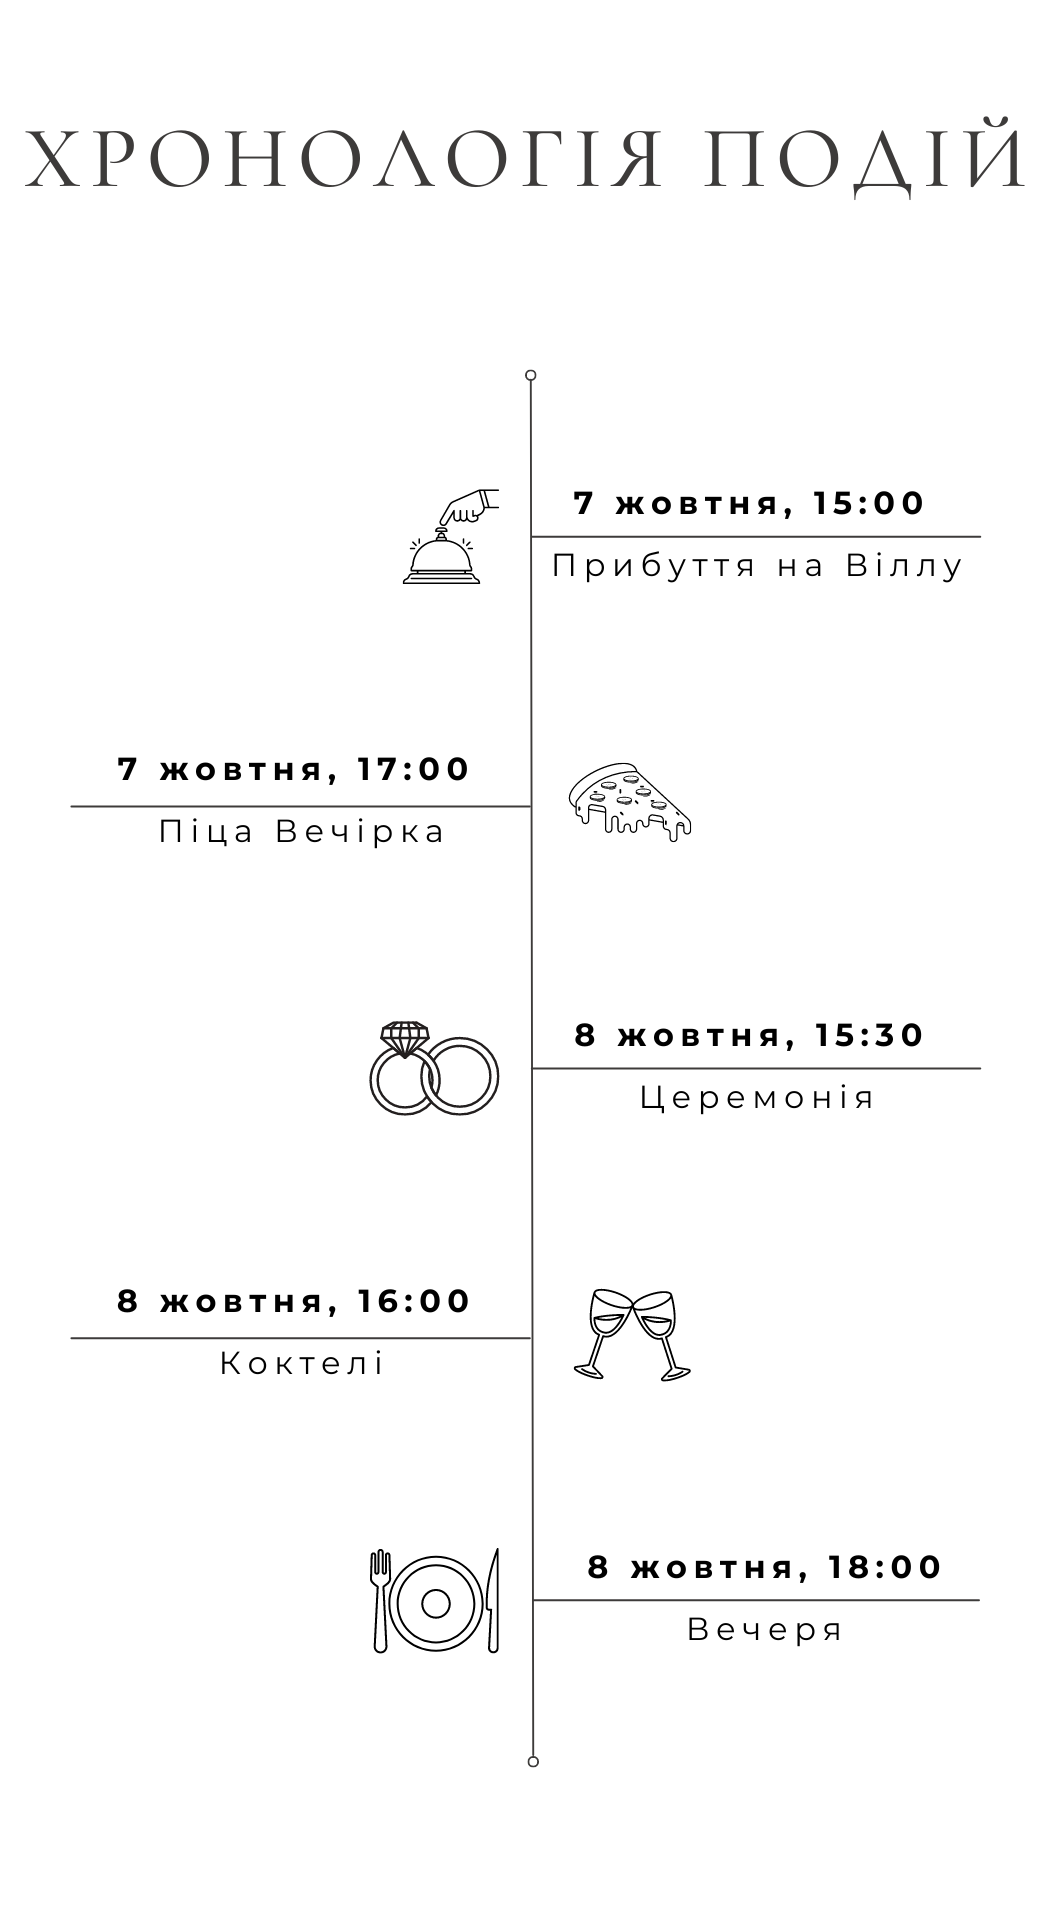 ХРОНОЛОГІЯ ПОДІЙ
7 жовтня, 15:00
Прибуття на Віллу
7 жовтня, 17:00
Піца Вечірка
8 жовтня, 15:30
Церемонія
8 жовтня, 16:00
Коктелі
8 жовтня, 18:00
Вечеря